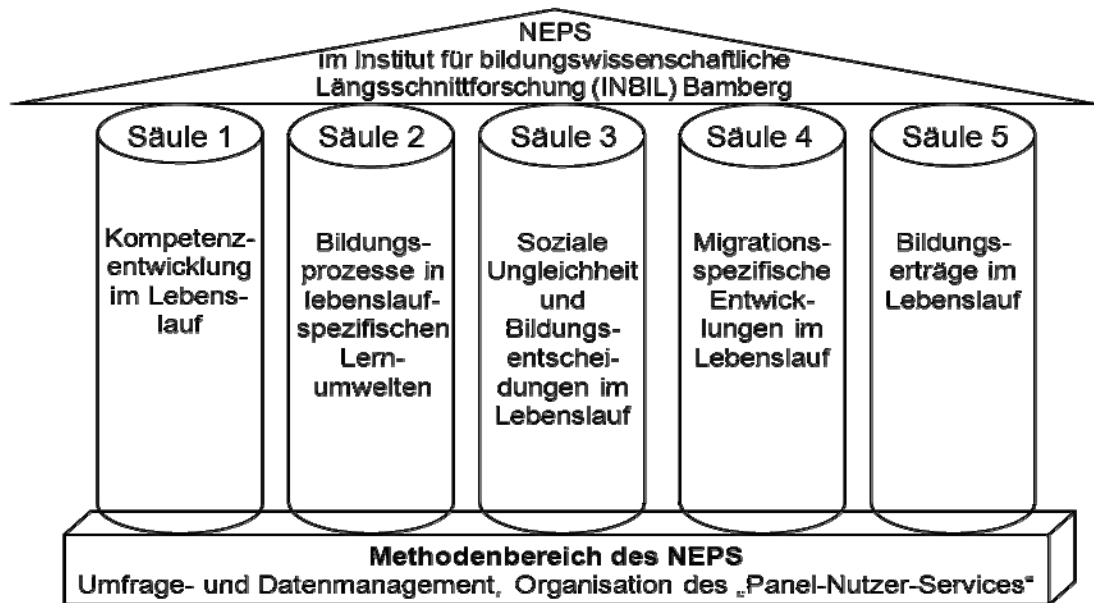 NEPS
im Institut für bildungswissenschaftliche
Längsschnittforschung (INBIL) Bamberg
Säule 1
Kompetenz-
entwicklung
im Lebens-
lauf
Säule 2
Bildungs-
prozesse in
lebenslauf-
spezifischen
Lern-
umwelten
Säule 3
Soziale
Ungleichheit
und
Bildungs-
entschei-
dungen im
Lebenslauf
Säule 4
Migrations-
spezifische
Entwick-
lungen im
Lebenslauf
Säule 5
Bildungs-
erträge im
Lebenslauf
Methodenbereich des NEPS
Umfrage- und Datenmanagement, Organisation des „Panel-Nutzer-Services“